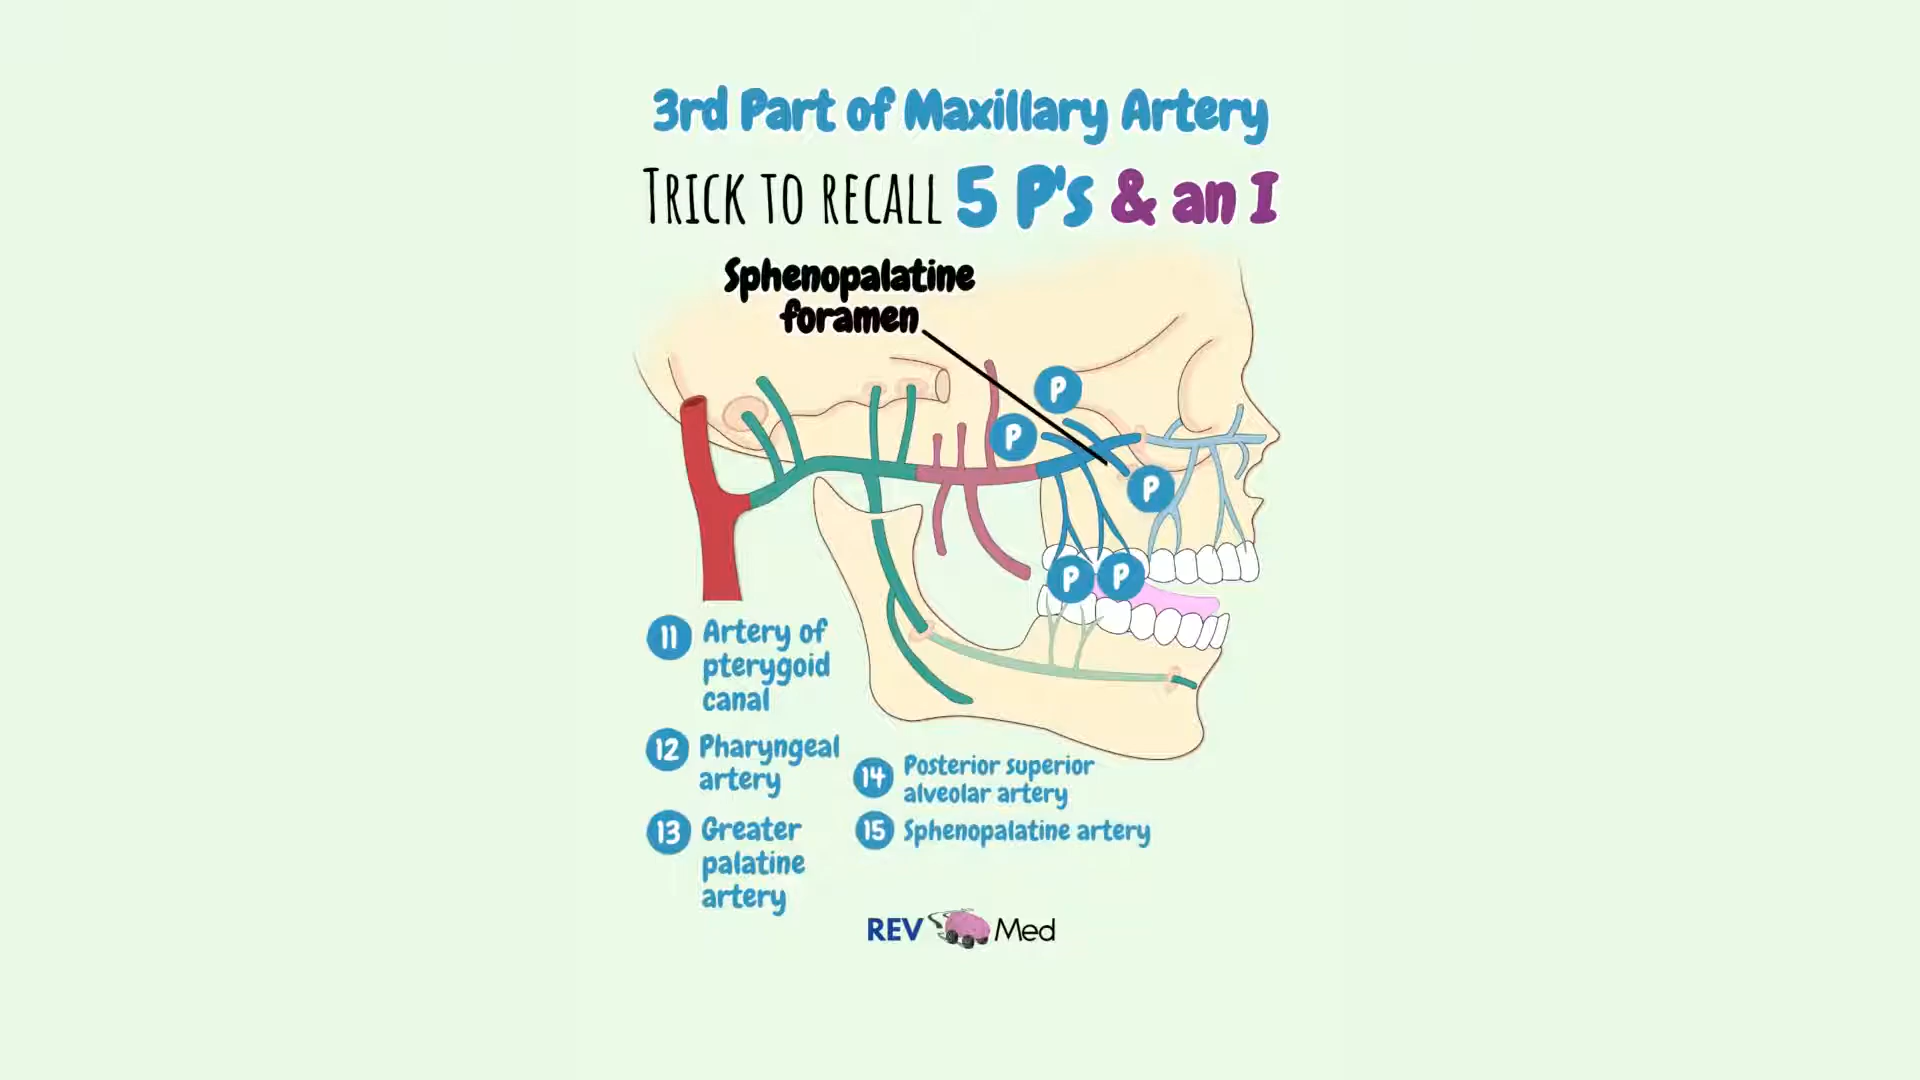 3rd Part of Maxillary Artery
TRICK TO RECALL 5 P's & an I
Sphenopalatine
foramen
P
P
P
P P
11 Artery of
pterygoid
canal
12 Pharyngeal
artery
13 Greater
palatine
artery
14 Posterior superior
alveolar artery
15 Sphenopalatine artery
REV Med